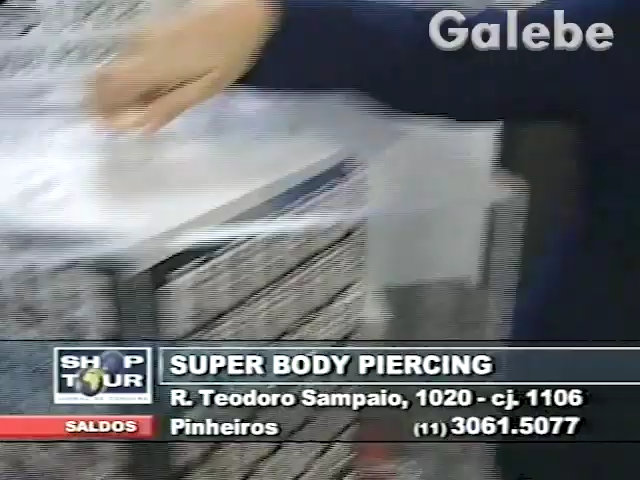 Galebe
SHOP TOUR
SUPER BODY PIERCING
R. Teodoro Sampaio, 1020 - cj. 1106
SALDOS
Pinheiros
(11) 3061.5077